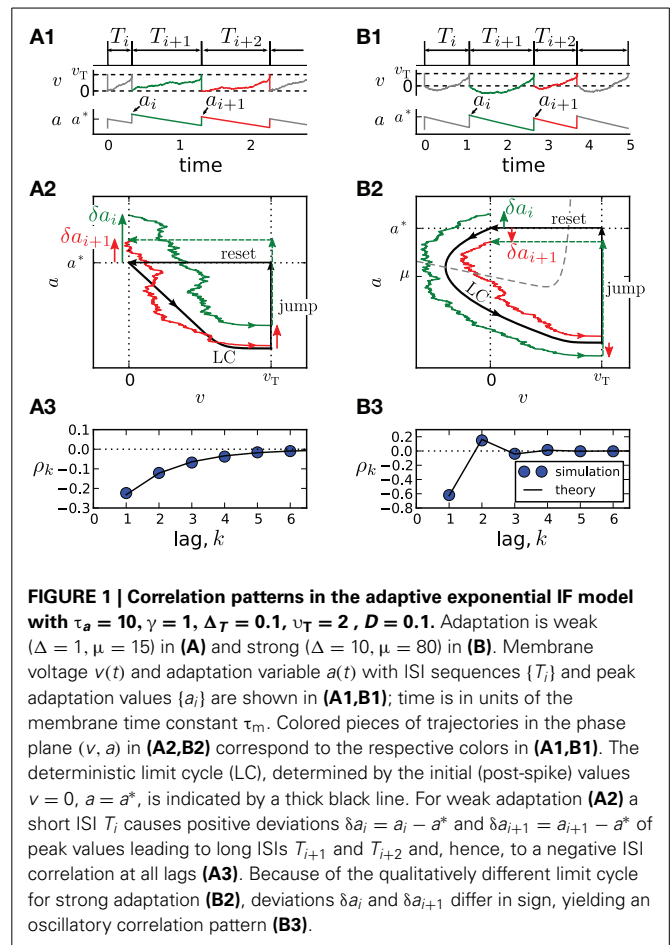 A1
T_i T_{i+1} T_{i+2}
v v_T 0
a a* a_i a_{i+1}
0 1 2
time
B1
T_i T_{i+1} T_{i+2}
v v_T 0
a a* a_i a_{i+1}
0 1 2 3 4 5
time
A2
δa_i
δa_{i+1}
a*
a
reset
jump
LC
0 v_T
v
B2
a*
μ
a
δa_i
reset
δa_{i+1}
jump
LC
0 v_T
v
A3
0.1
0.0
−0.1
−0.2
−0.3
ρ_k
0 1 2 3 4 5 6
lag, k
B3
0.2
0.0
−0.2
−0.4
−0.6
−0.8
ρ_k
simulation
theory
0 1 2 3 4 5 6
lag, k
FIGURE 1 | Correlation patterns in the adaptive exponential IF model
with τ_a = 10, γ = 1, Δ_T = 0.1, υ_T = 2 , D = 0.1. Adaptation is weak
(Δ = 1, μ = 15) in (A) and strong (Δ = 10, μ = 80) in (B). Membrane
voltage v(t) and adaptation variable a(t) with ISI sequences {T_i} and peak
adaptation values {a_i} are shown in (A1,B1); time is in units of the
membrane time constant τ_m. Colored pieces of trajectories in the phase
plane (v, a) in (A2,B2) correspond to the respective colors in (A1,B1). The
deterministic limit cycle (LC), determined by the initial (post-spike) values
v = 0, a = a*, is indicated by a thick black line. For weak adaptation (A2) a
short ISI T_i causes positive deviations δa_i = a_i − a* and δa_{i+1} = a_{i+1} − a* of
peak values leading to long ISIs T_{i+1} and T_{i+2} and, hence, to a negative ISI
correlation at all lags (A3). Because of the qualitatively different limit cycle
for strong adaptation (B2), deviations δa_i and δa_{i+1} differ in sign, yielding an
oscillatory correlation pattern (B3).